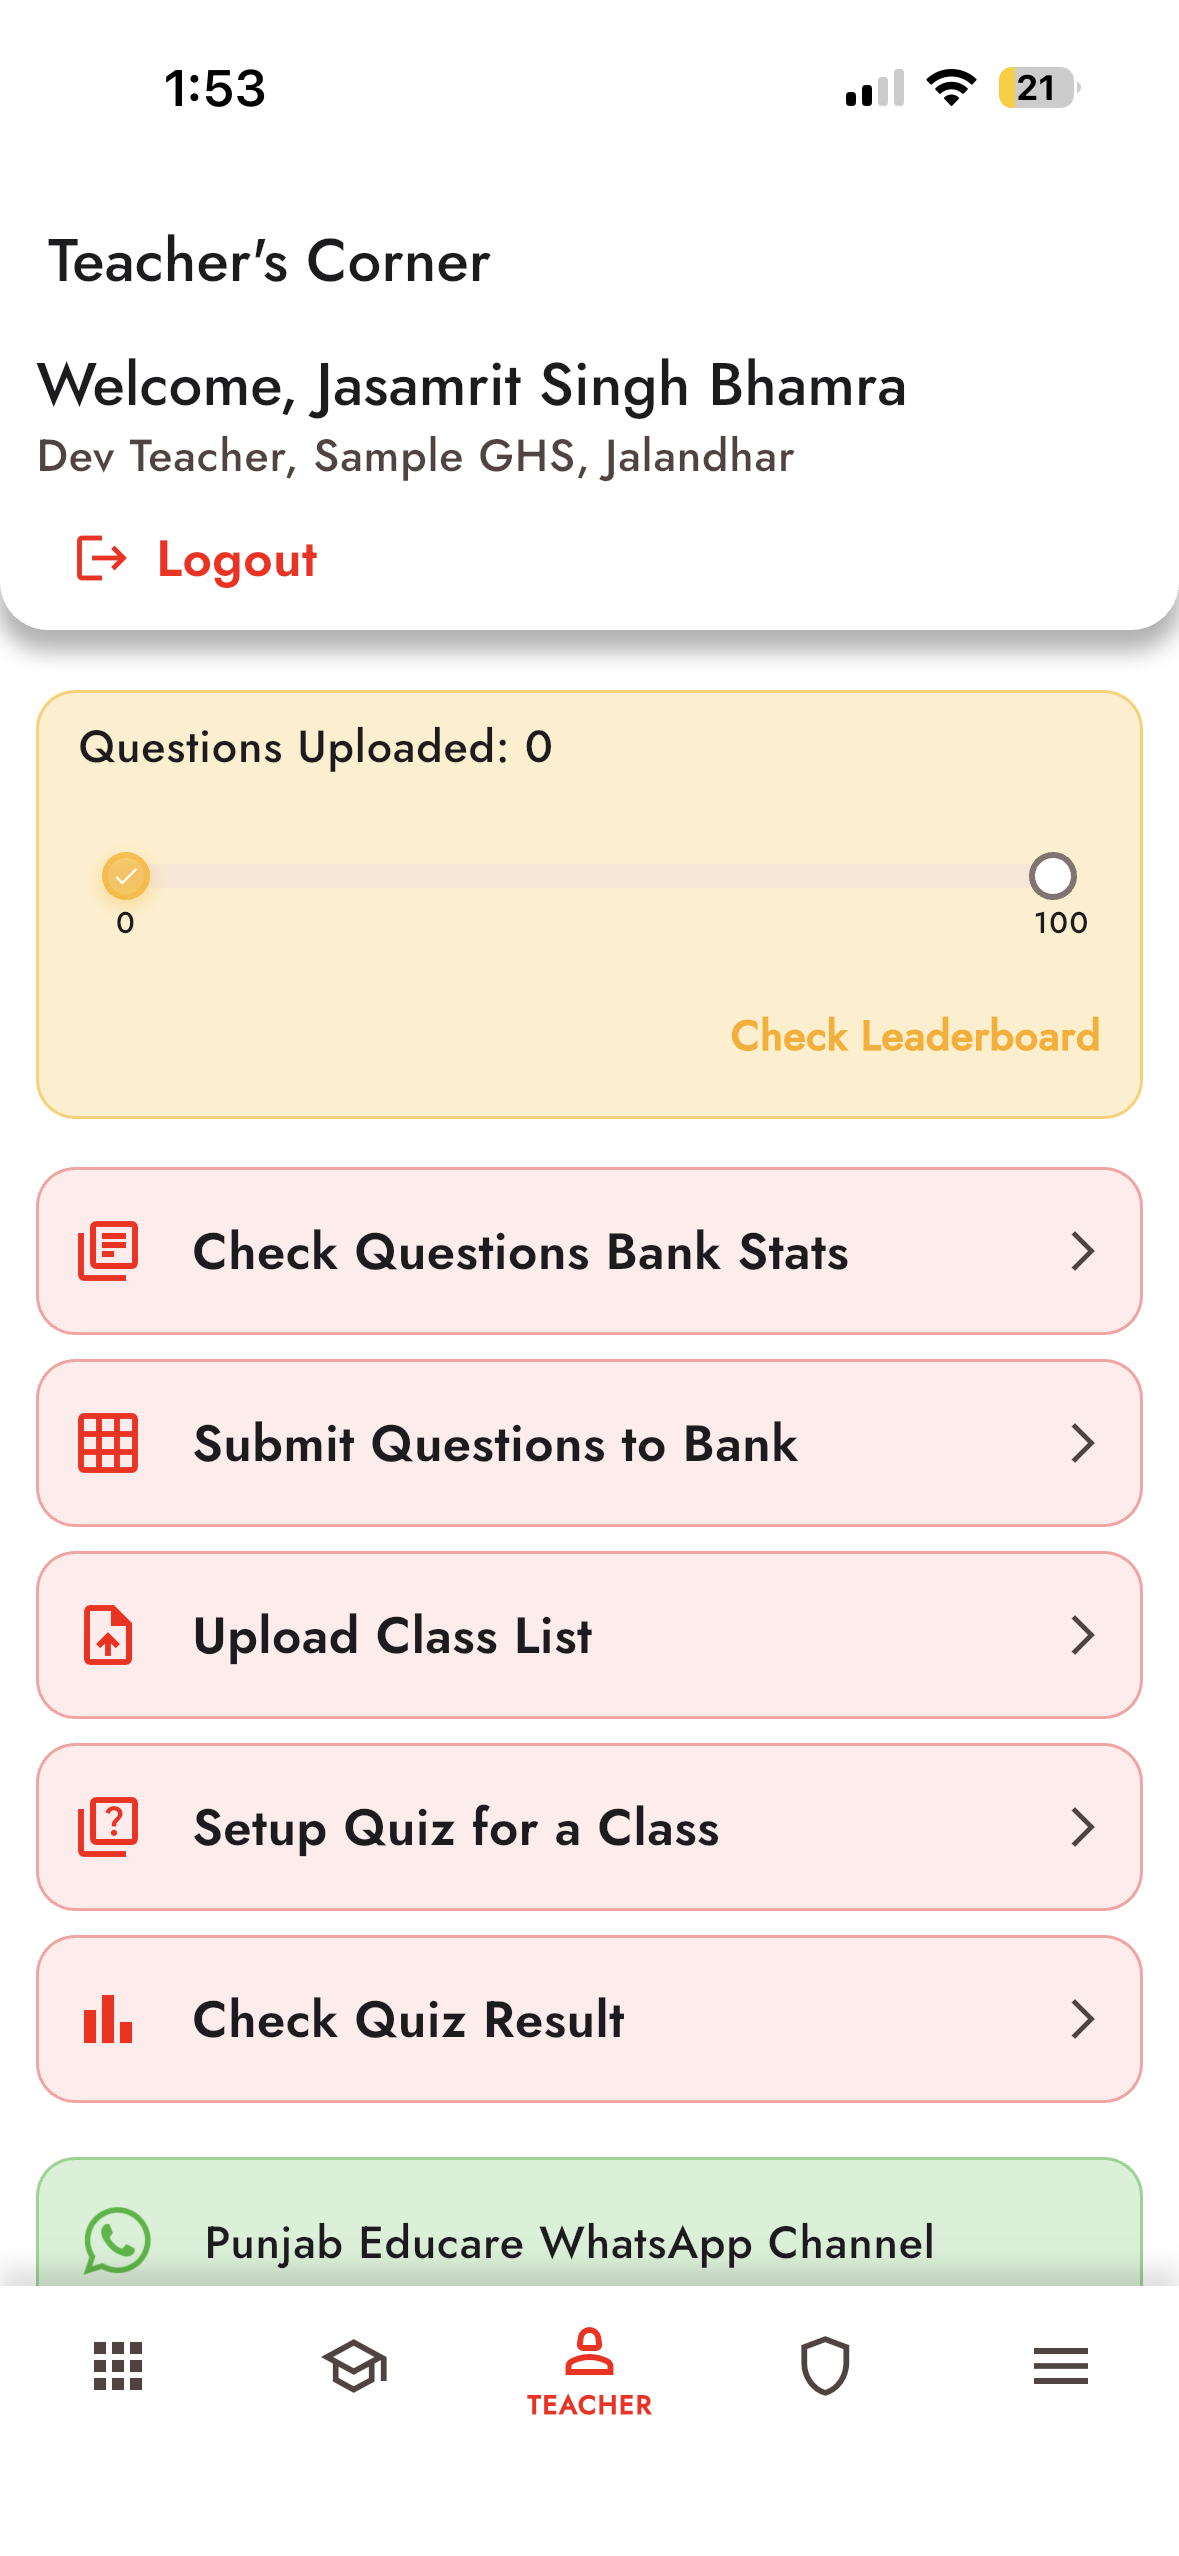 1:53
21
Teacher's Corner
Welcome, Jasamrit Singh Bhamra
Dev Teacher, Sample GHS, Jalandhar
Logout
Questions Uploaded: 0
0
100
Check Leaderboard
Check Questions Bank Stats
Submit Questions to Bank
Upload Class List
Setup Quiz for a Class
Check Quiz Result
Punjab Educare WhatsApp Channel
TEACHER